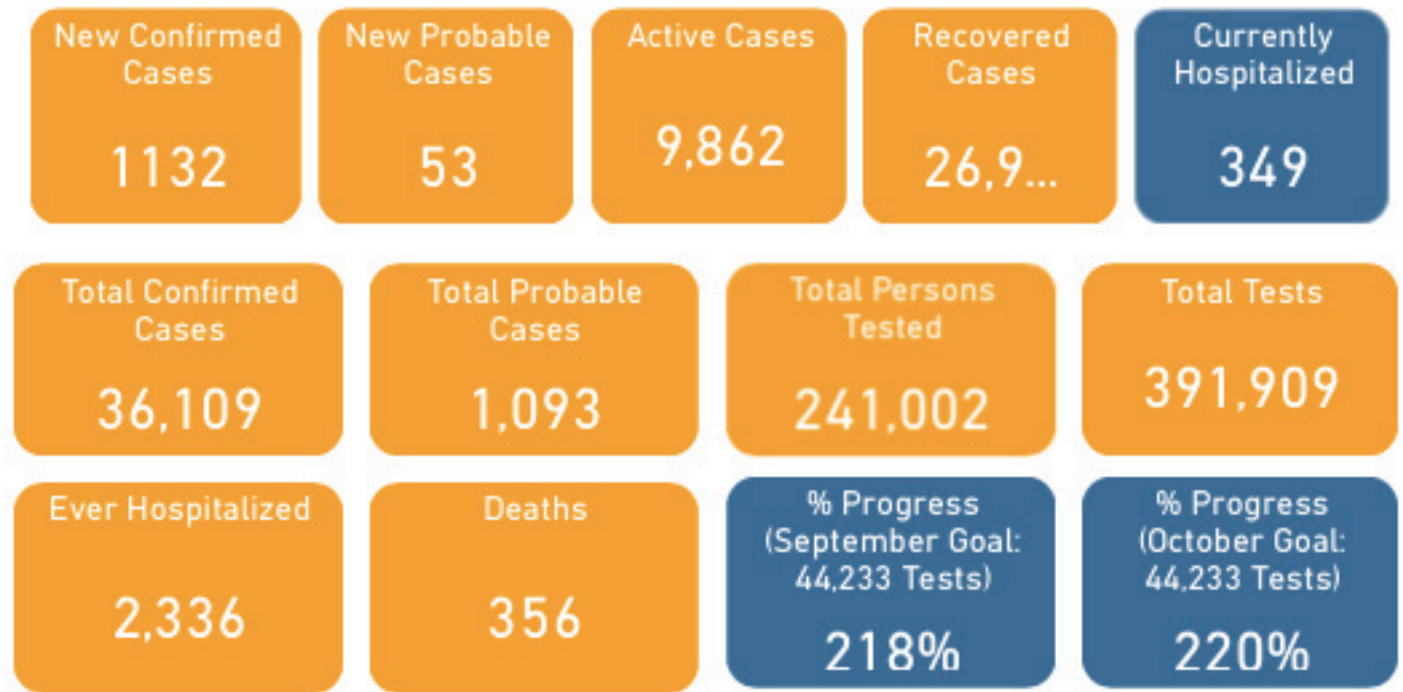 New Confirmed
Cases
1132
New Probable
Cases
53
Active Cases
9,862
Recovered
Cases
26,9...
Currently
Hospitalized
349
Total Confirmed
Cases
36,109
Total Probable
Cases
1,093
Total Persons
Tested
241,002
Total Tests
391,909
Ever Hospitalized
2,336
Deaths
356
% Progress
(September Goal:
44,233 Tests)
218%
% Progress
(October Goal:
44,233 Tests)
220%